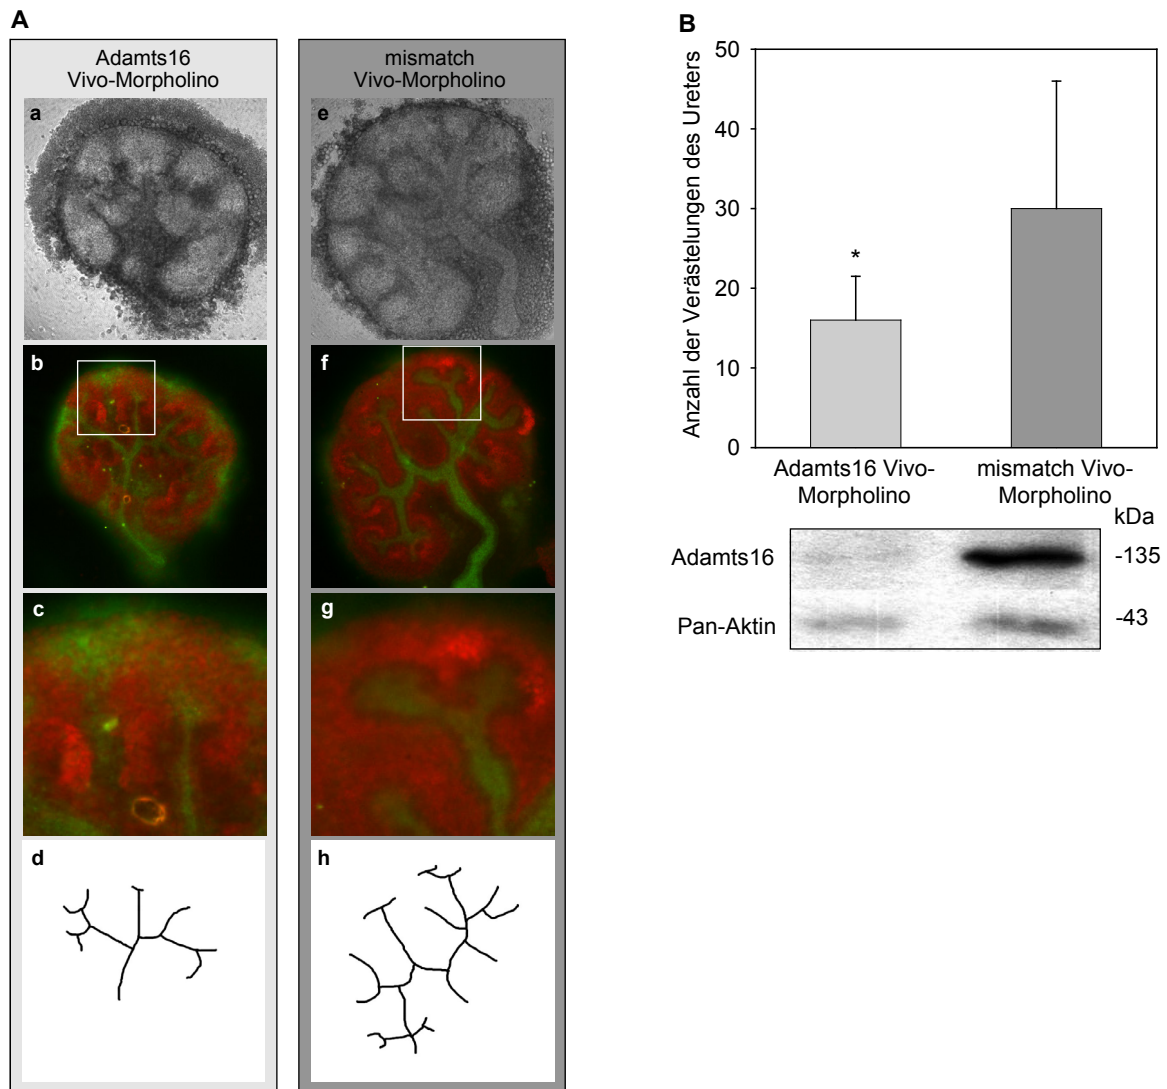 A
Adamts16
Vivo-Morpholino
mismatch
Vivo-Morpholino
a
e
b
f
c
g
d
h
B
Anzahl der Verästelungen des Ureters
50
40
30
20
10
0
*
Adamts16 Vivo-
Morpholino
mismatch Vivo-
Morpholino
kDa
Adamts16
-135
Pan-Aktin
-43